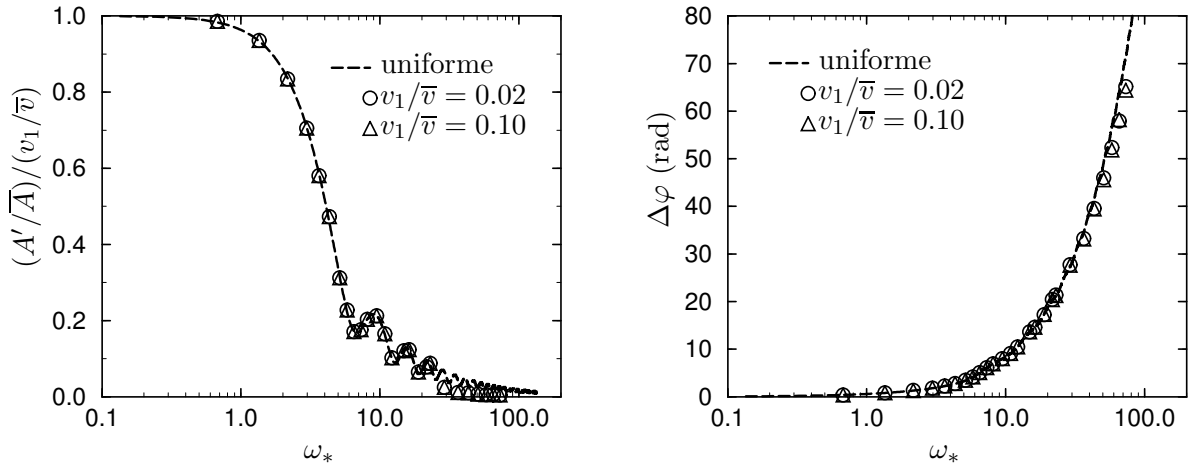 1.0
0.8
0.6
0.4
0.2
0.0
(A′/A̅)/(v₁/v̅)
uniforme
v₁/v̅ = 0.02
v₁/v̅ = 0.10
0.1 1.0 10.0 100.0
ω∗
80
70
60
50
40
30
20
10
0
Δφ (rad)
uniforme
v₁/v̅ = 0.02
v₁/v̅ = 0.10
0.1 1.0 10.0 100.0
ω∗